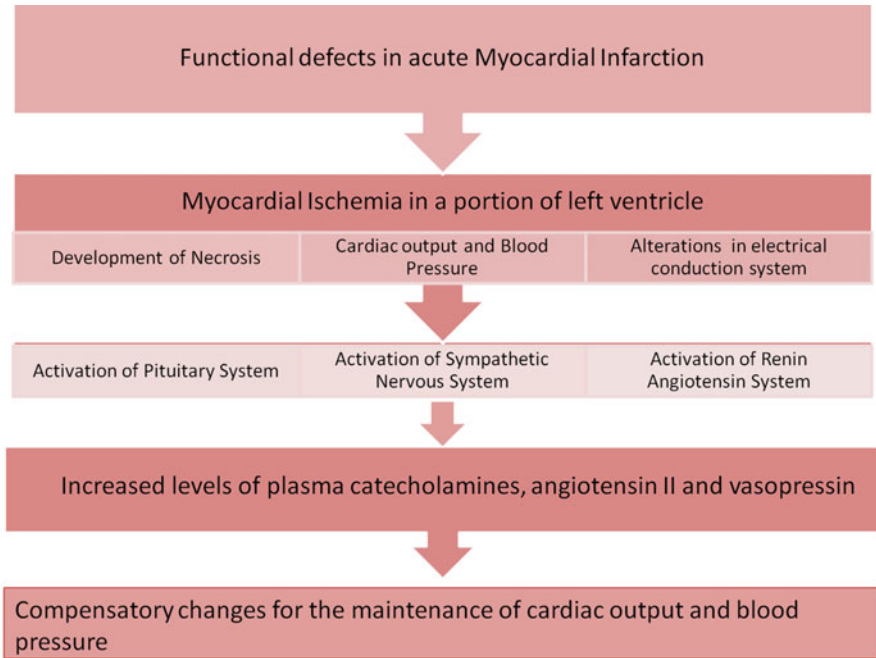 Functional defects in acute Myocardial Infarction
Myocardial Ischemia in a portion of left ventricle
Development of Necrosis
Cardiac output and Blood
Pressure
Alterations in electrical
conduction system
Activation of Pituitary System
Activation of Sympathetic
Nervous System
Activation of Renin
Angiotensin System
Increased levels of plasma catecholamines, angiotensin II and vasopressin
Compensatory changes for the maintenance of cardiac output and blood
pressure